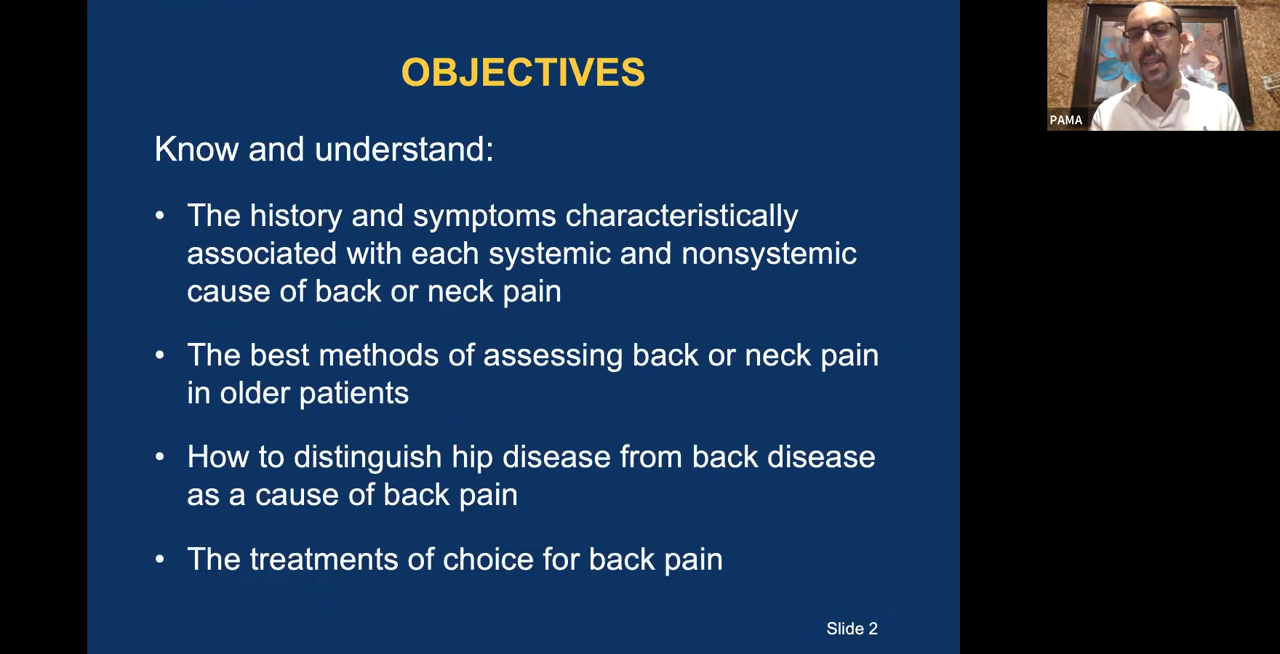 OBJECTIVES
Know and understand:
• The history and symptoms characteristically
associated with each systemic and nonsystemic
cause of back or neck pain
• The best methods of assessing back or neck pain
in older patients
• How to distinguish hip disease from back disease
as a cause of back pain
• The treatments of choice for back pain
Slide 2
PAMA